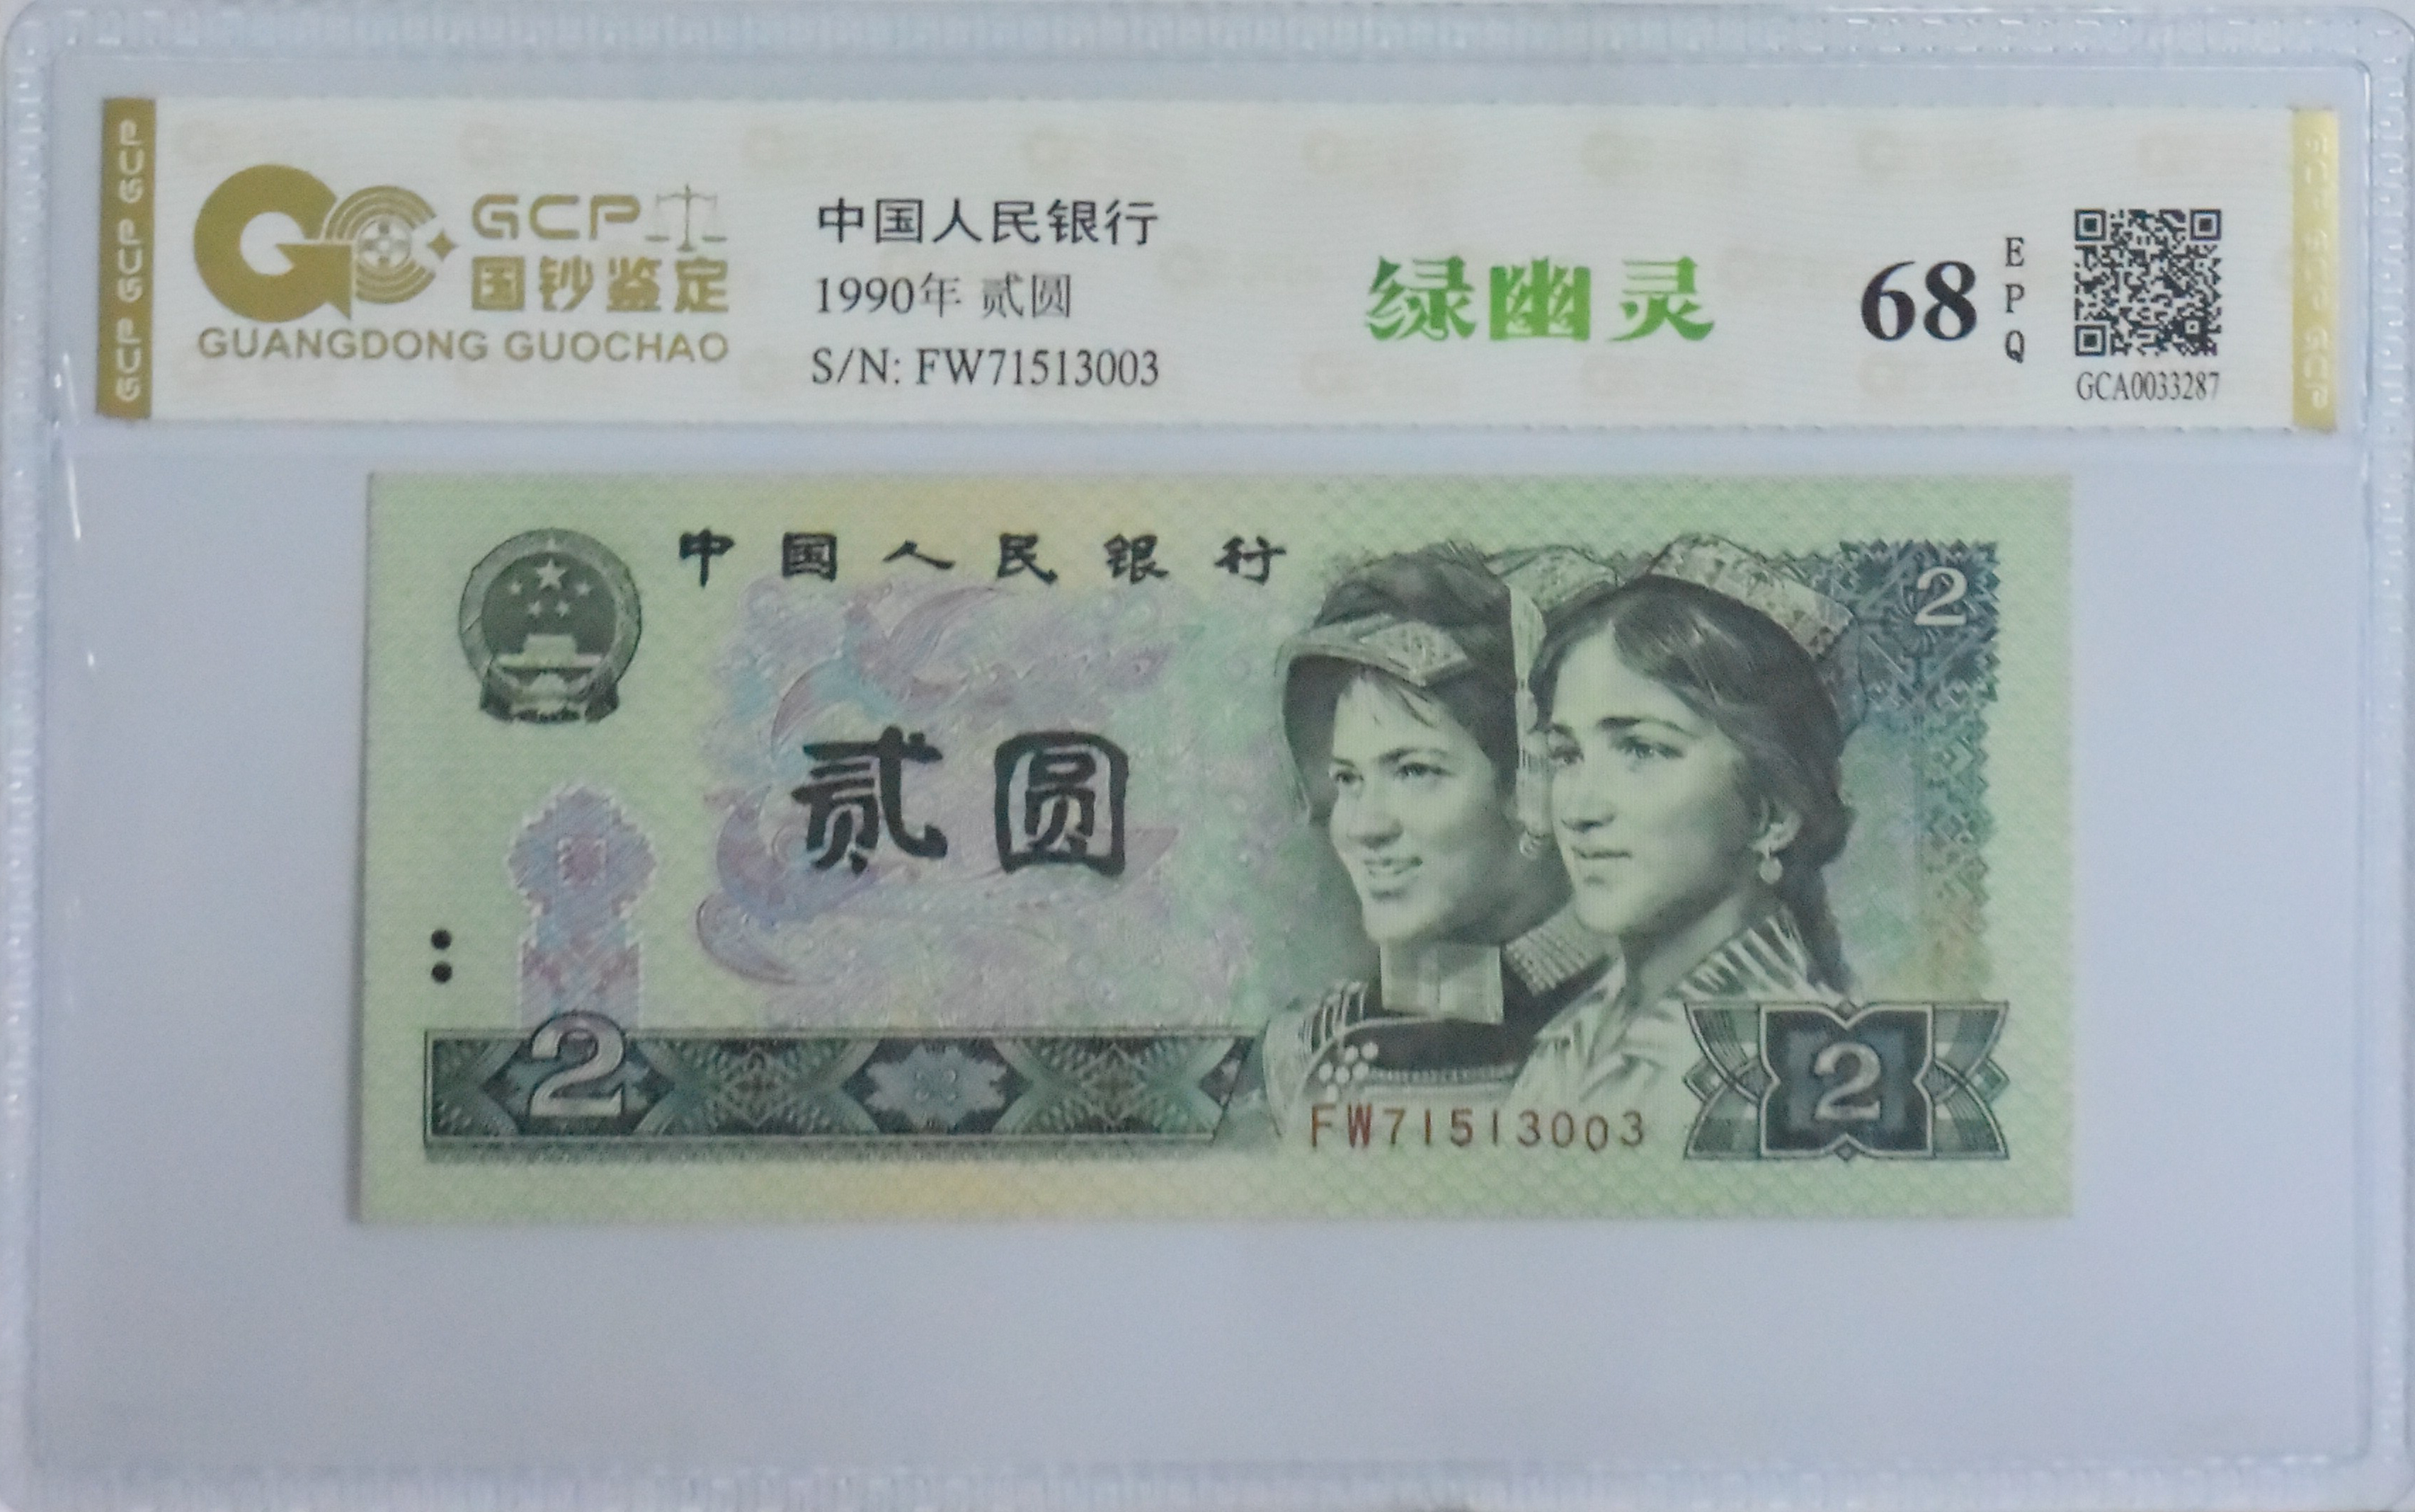 GCP
国钞鉴定
GUANGDONG GUOCHAO
中国人民银行
1990年 贰圆
S/N: FW71513003
绿幽灵
68
EPQ
GCA0033287
中国人民银行
2
贰圆
2
FW71513003
2